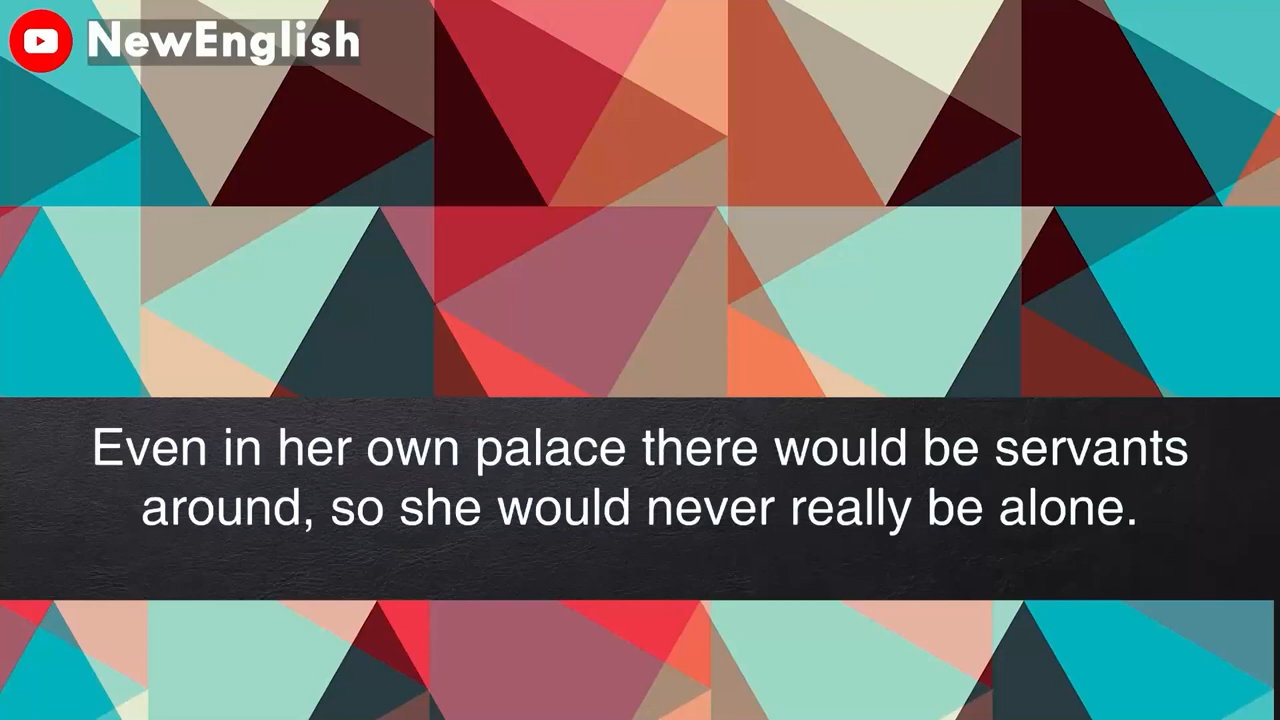 NewEnglish
Even in her own palace there would be servants
around, so she would never really be alone.